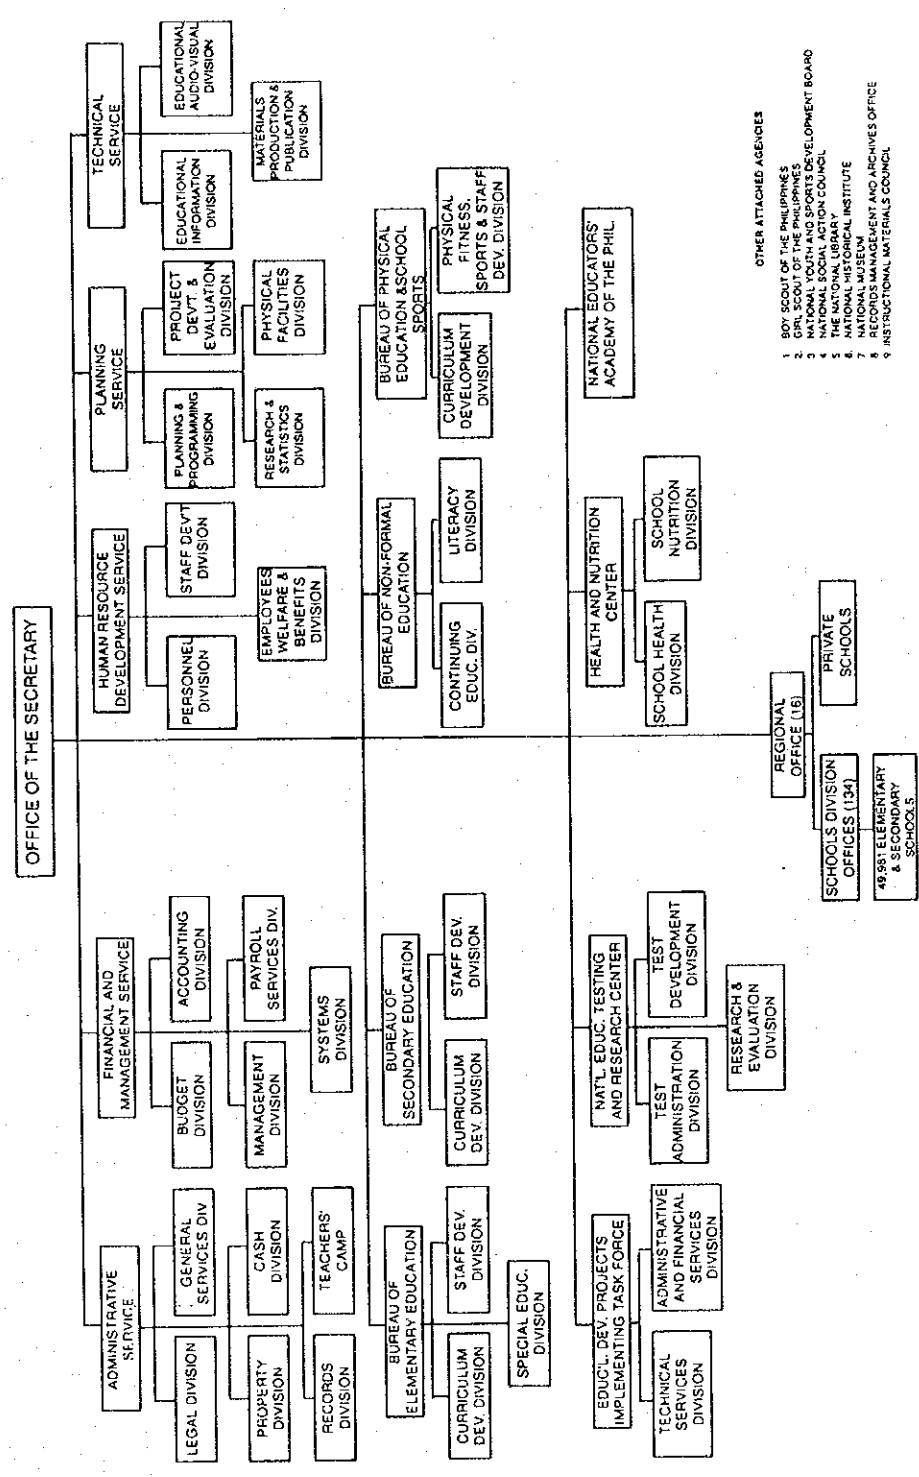 OFFICE OF THE SECRETARY
ADMINISTRATIVE
SERVICE
LEGAL DIVISION
GENERAL
SERVICES DIV
PROPERTY
DIVISION
CASH
DIVISION
RECORDS
DIVISION
TEACHERS'
CAMP
FINANCIAL AND
MANAGEMENT SERVICE
BUDGET
DIVISION
ACCOUNTING
DIVISION
MANAGEMENT
DIVISION
PAYROLL
SERVICES DIV.
SYSTEMS
DIVISION
HUMAN RESOURCE
DEVELOPMENT SERVICE
PERSONNEL
DIVISION
STAFF DEV'T
DIVISION
EMPLOYEES
WELFARE &
BENEFITS
DIVISION
PLANNING
SERVICE
PLANNING &
PROGRAMMING
DIVISION
PROIJECT
DEV'T. &
EVALUATION
DIVISION
RESEARCH &
STATISTICS
DIVISION
PHYSICAL
FACILITIES
DIVISION
TECHNICAL
SERVICE
EDUCATIONAL
INFORMATION
DIVISION
EDUCATIONAL
AUDIO-VISUAL
DIVISION
MATERIALS
PRODUCTION &
PUBLICATION
DIVISION
BUREAU OF
ELEMENTARY EDUCATION
CURRICULUM
DEV. DIVISION
STAFF DEV.
DIVISION
SPECIAL EDUC.
DIVISION
BUREAU OF
SECONDARY EDUCATION
CURRICULUM
DEV. DIVISION
STAFF DEV.
DIVISION
BUREAU OF NON-FORMAL
EDUCATION
CONTINUING
EDUC. DIV.
LITERACY
DIVISION
BUREAU OF PHYSICAL
EDUCATION &SCHOOL
SPORTS
CURRICULUM
DEVELOPMENT
DIVISION
PHYSICAL
FITNESS,
SPORTS & STAFF
DEV. DIVISION
EDUC'L. DEV. PROJECTS
IMPLEMENTING TASK FORCE
TECHNICAL
SERVICES
DIVISION
ADMINISTRATIVE
AND FINANCIAL
SERVICES
DIVISION
NAT'L. EDUC. TESTING
AND RESEARCH CENTER
TEST
ADMINISTRATION
DIVISION
TEST
DEVELOPMENT
DIVISION
RESEARCH &
EVALUATION
DIVISION
HEALTH AND NUTRITION
CENTER
SCHOOL HEALTH
DIVISION
SCHOOL
NUTRITION
DIVISION
NATIONAL EDUCATORS'
ACADEMY OF THE PHIL.
REGIONAL
OFFICE (16)
SCHOOLS DIVISION
OFFICES (134)
PRIVATE
SCHOOLS
49,981 ELEMENTARY
& SECONDARY
SCHOOLS
OTHER ATTACHED AGENCIES
1 BOY SCOUT OF THE PHILIPPINES
2. GIRL SCOUT OF THE PHILIPPINES
3 NATIONAL YOUTH AND SPORTS DEVELOPMENT BOARD
4 NATIONAL SOCIAL ACTION COUNCIL
5 THE NATIONAL LIBRARY
6. NATIONAL HISTORICAL INSTITUTE
7 NATIONAL MUSEUM
8 RECORDS MANAGEMENT AND ARCHIVES OFFICE
9 INSTRUCTIONAL MATERIALS COUNCIL